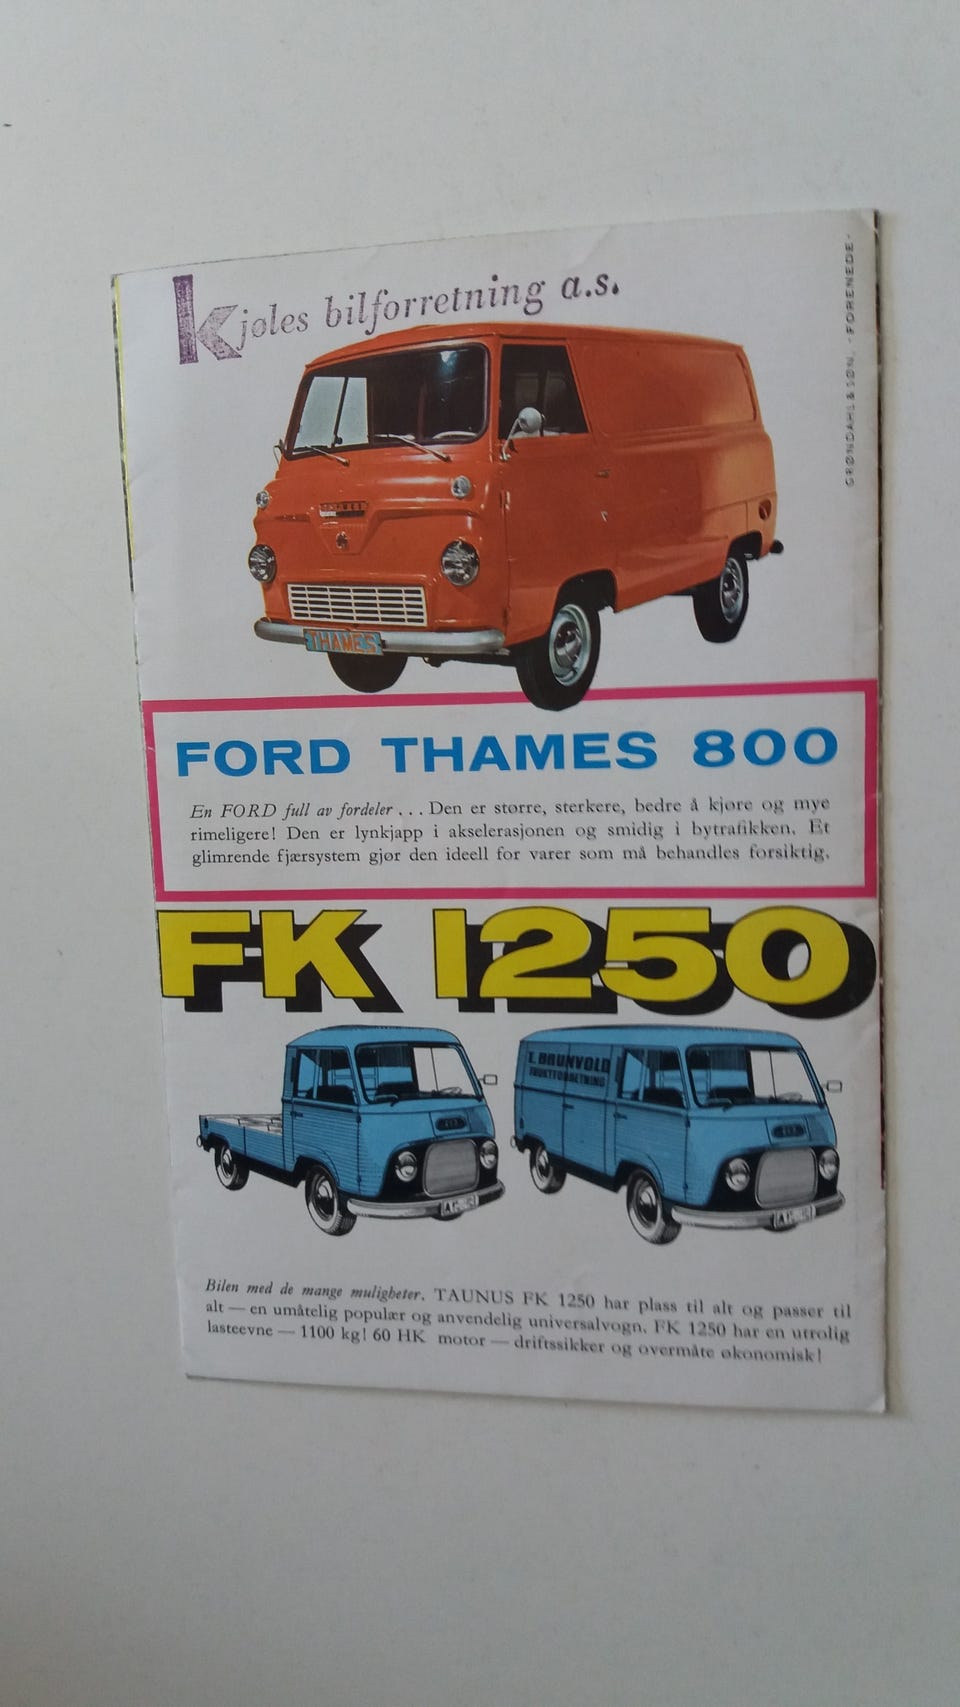 Kjøles bilforretning a.s.
GRØNDAHL & SØN, - FORENEDE -
THAMES
FORD THAMES 800
En FORD full av fordeler . . . Den er større, sterkere, bedre å kjøre og mye
rimeligere! Den er lynkjapp i akselerasjonen og smidig i bytrafikken. Et
glimrende fjærsystem gjør den ideell for varer som må behandles forsiktig.
FK 1250
T. BRUNVOLD
FRUKTFORRETNING
Bilen med de mange muligheter. TAUNUS FK 1250 har plass til alt og passer til
alt — en umåtelig populær og anvendelig universalvogn. FK 1250 har en utrolig
lasteevne — 1100 kg! 60 HK motor — driftssikker og overmåte økonomisk!